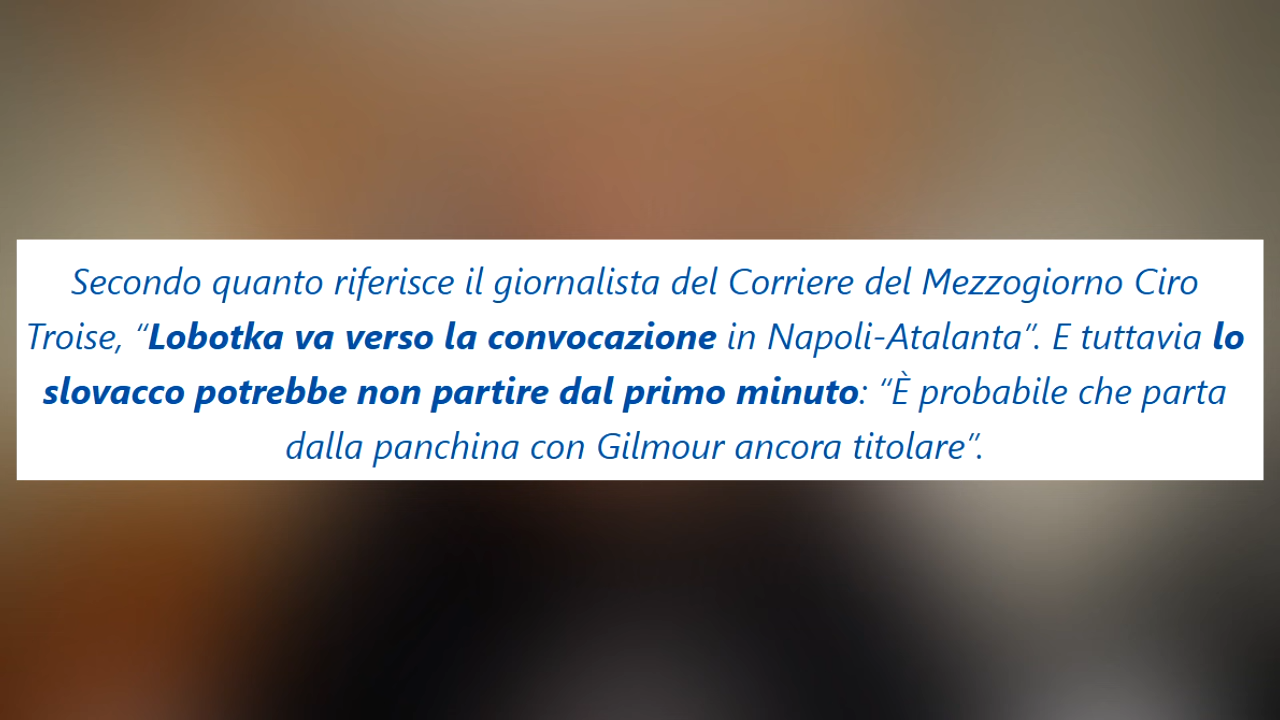 Secondo quanto riferisce il giornalista del Corriere del Mezzogiorno Ciro
Troise, “Lobotka va verso la convocazione in Napoli-Atalanta”. E tuttavia lo
slovacco potrebbe non partire dal primo minuto: “È probabile che parta
dalla panchina con Gilmour ancora titolare”.